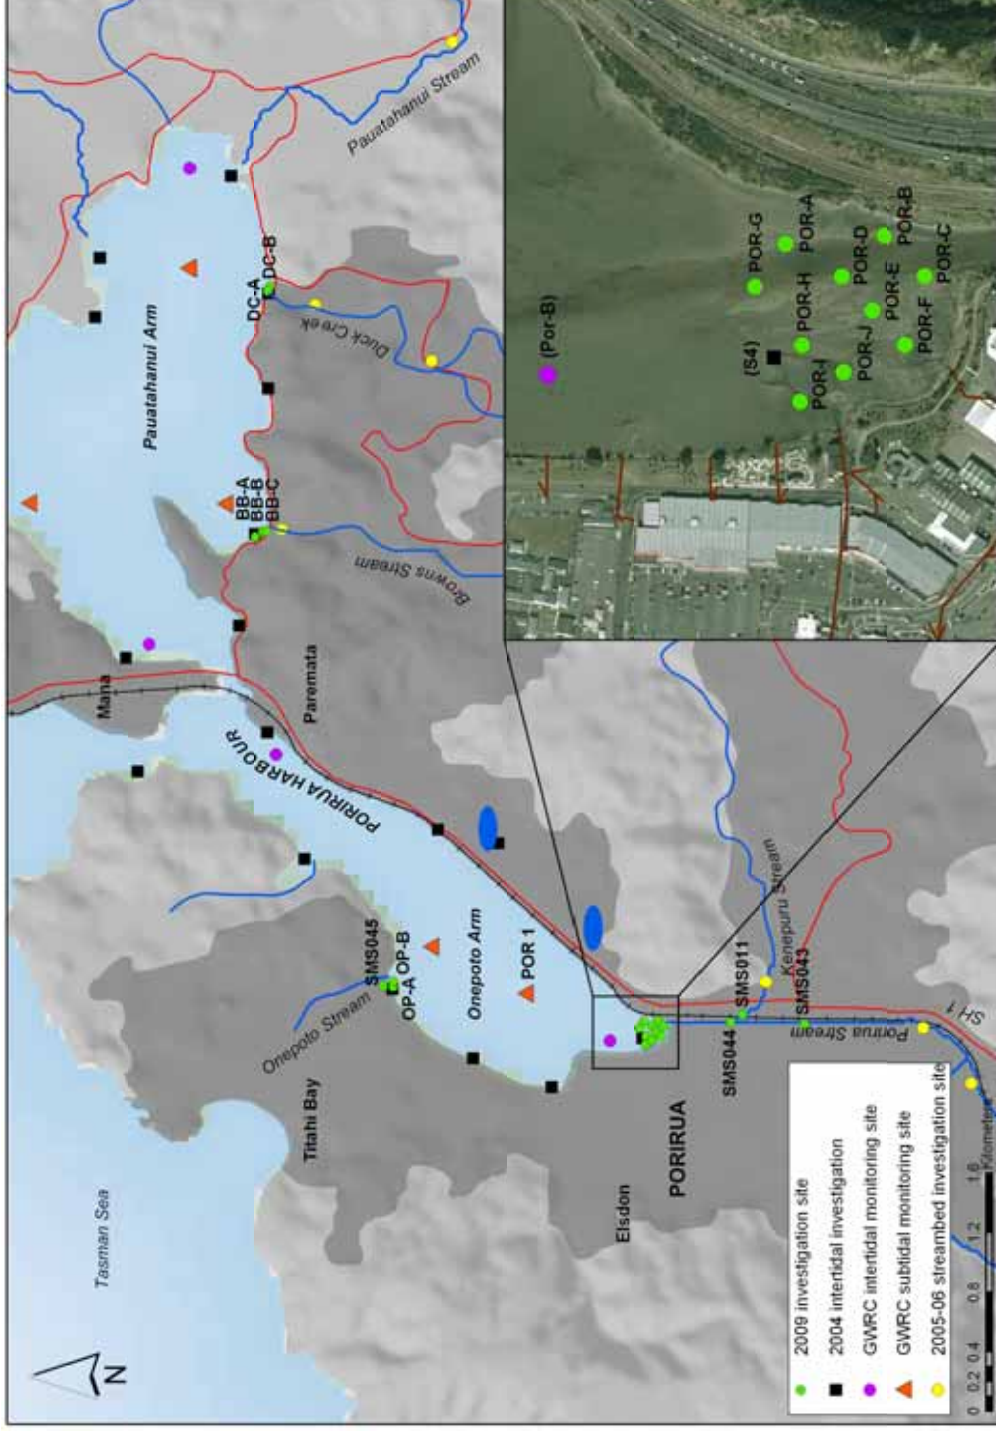 Tasman Sea
N
Titahi Bay
Onepoto Stream
SMS045
OP-A
OP-B
Onepoto Arm
POR 1
PORIRUA HARBOUR
Mana
Paremata
Pauatahanui Arm
BB-A
BB-B
BB-C
Browns Stream
DC-A
DC-B
Duck Creek
Pauatahanui Stream
Elsdon
PORIRUA
SMS044
SMS011
SMS043
Kenepuru Stream
Porirua Stream
SH 1
(Por-B)
(S4)
POR-G
POR-A
POR-H
POR-I
POR-D
POR-J
POR-B
POR-E
POR-F
POR-C
2009 investigation site
2004 intertidal investigation
GWRC intertidal monitoring site
GWRC subtidal monitoring site
2005-06 streambed investigation site
0 0.2 0.4 0.8 1.2 1.6
Kilometers